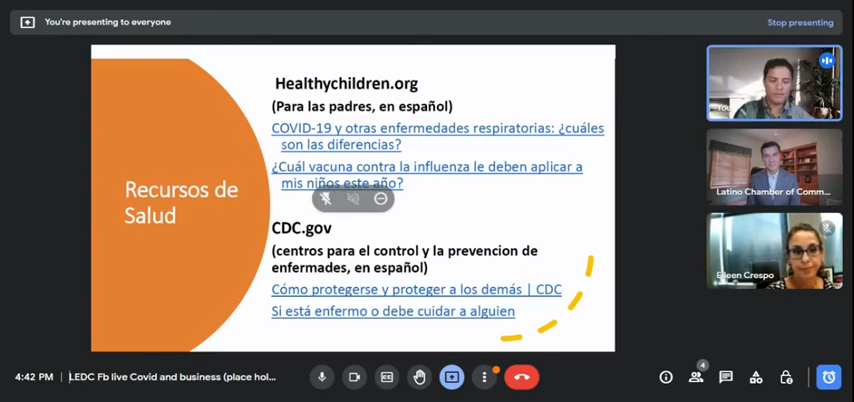 You're presenting to everyone
Stop presenting
Healthychildren.org
(Para las padres, en español)
COVID-19 y otras enfermedades respiratorias: ¿cuáles
son las diferencias?
¿Cuál vacuna contra la influenza le deben aplicar a
mis niños este año?
Recursos de
Salud
CDC.gov
(centros para el control y la prevencion de
enfermades, en español)
Cómo protegerse y proteger a los demás | CDC
Si está enfermo o debe cuidar a alguien
Latino Chamber of Comm...
Eileen Crespo
4:42 PM | LEDC Fb live Covid and business (place hol...
4